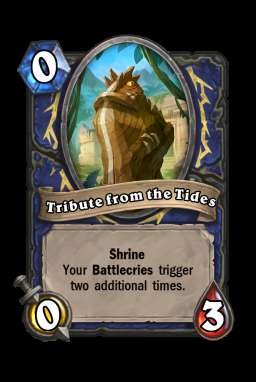 0
Tribute from the Tides
Shrine
Your Battlecries trigger
two additional times.
0
3